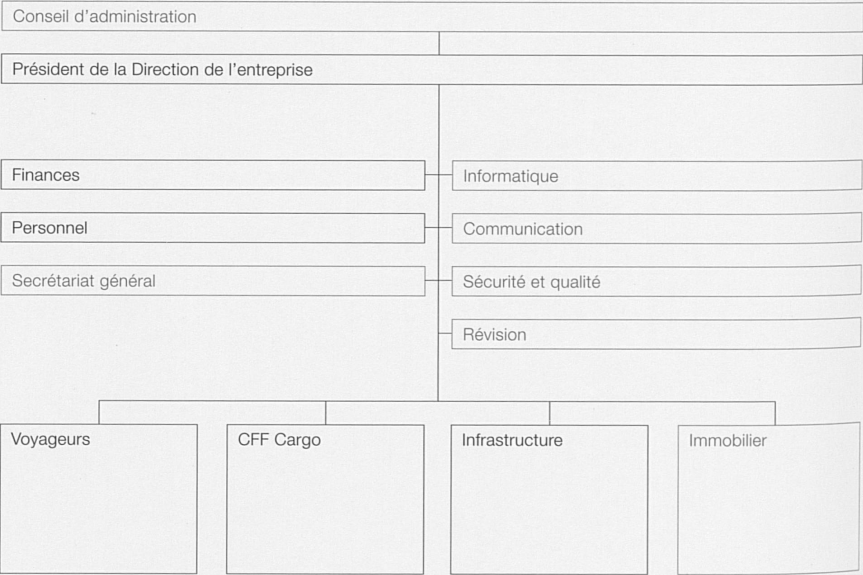 Conseil d'administration
Président de la Direction de l'entreprise
Finances
Informatique
Personnel
Communication
Secrétariat général
Sécurité et qualité
Révision
Voyageurs
CFF Cargo
Infrastructure
Immobilier